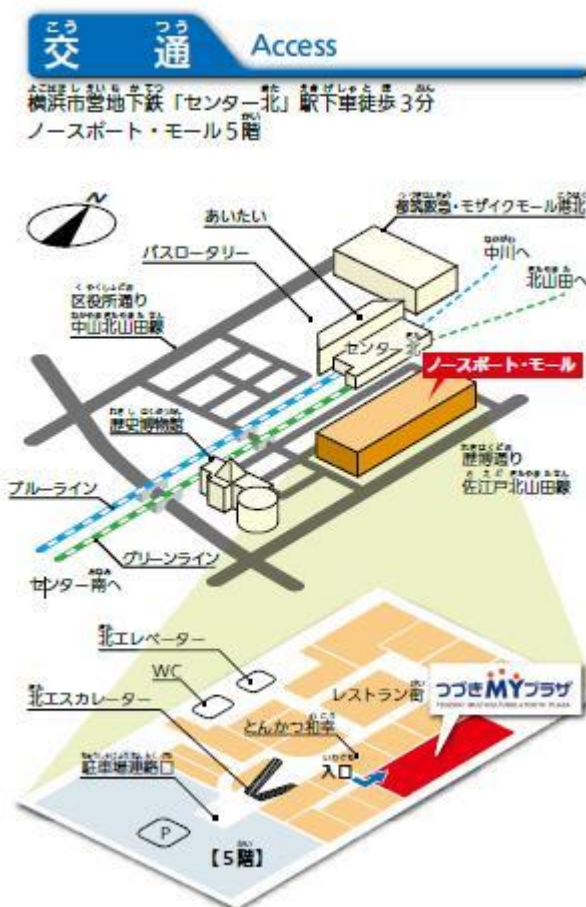 交通 Access
横浜市営地下鉄「センター北」駅下車徒歩3分
ノースポート・モール5階
N
あいたい
都筑阪急・モザイクモール港北
バスロータリー
中川へ
北山田へ
区役所通り
中山北山田線
センター北
ノースポート・モール
歴史博物館
歴博通り
佐江戸北山田線
ブルーライン
グリーンライン
センター南へ
北エレベーター
WC
北エスカレーター
レストラン街
つづきMYプラザ
TSUZUKI MULTICULTURAL & YOUTH PLAZA
とんかつ和幸
駐車場連絡口
入口
P
【5階】